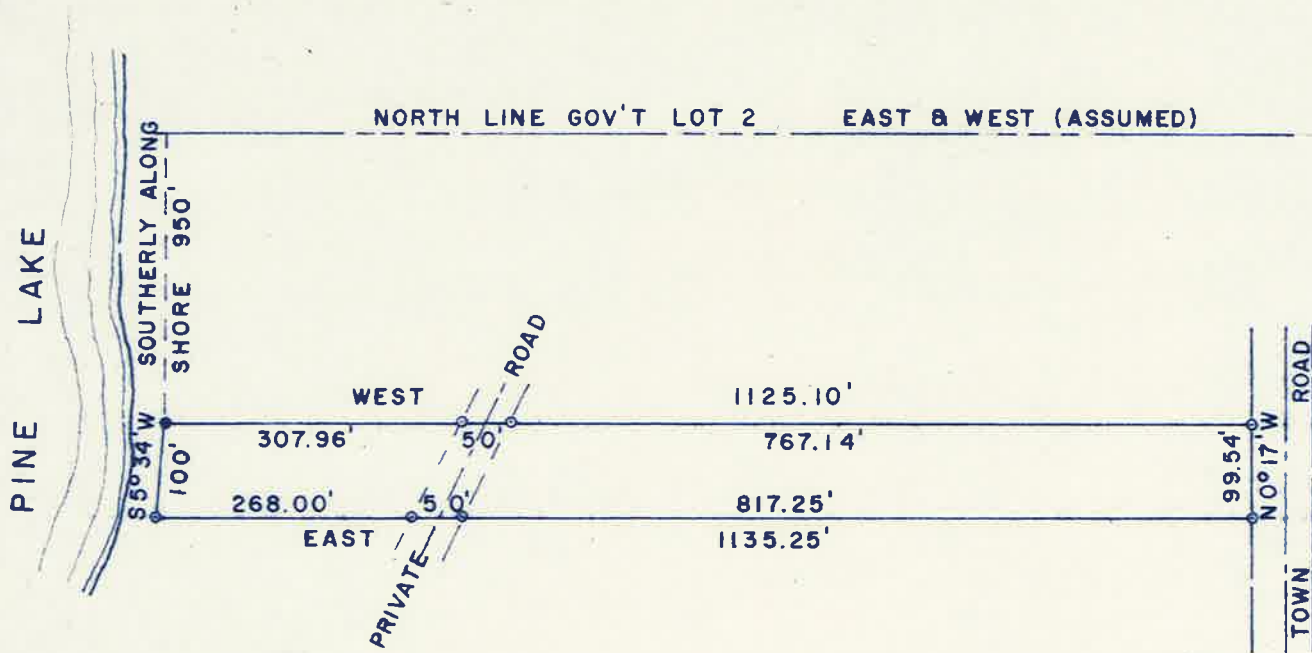 NORTH LINE GOV'T LOT 2 EAST & WEST (ASSUMED)
PINE LAKE
SOUTHERLY ALONG
SHORE 950'
S 5° 34' W
100'
WEST
1125.10'
307.96'
50'
767.14'
268.00'
50'
817.25'
EAST
1135.25'
PRIVATE ROAD
99.54'
N 0° 17' W
TOWN ROAD